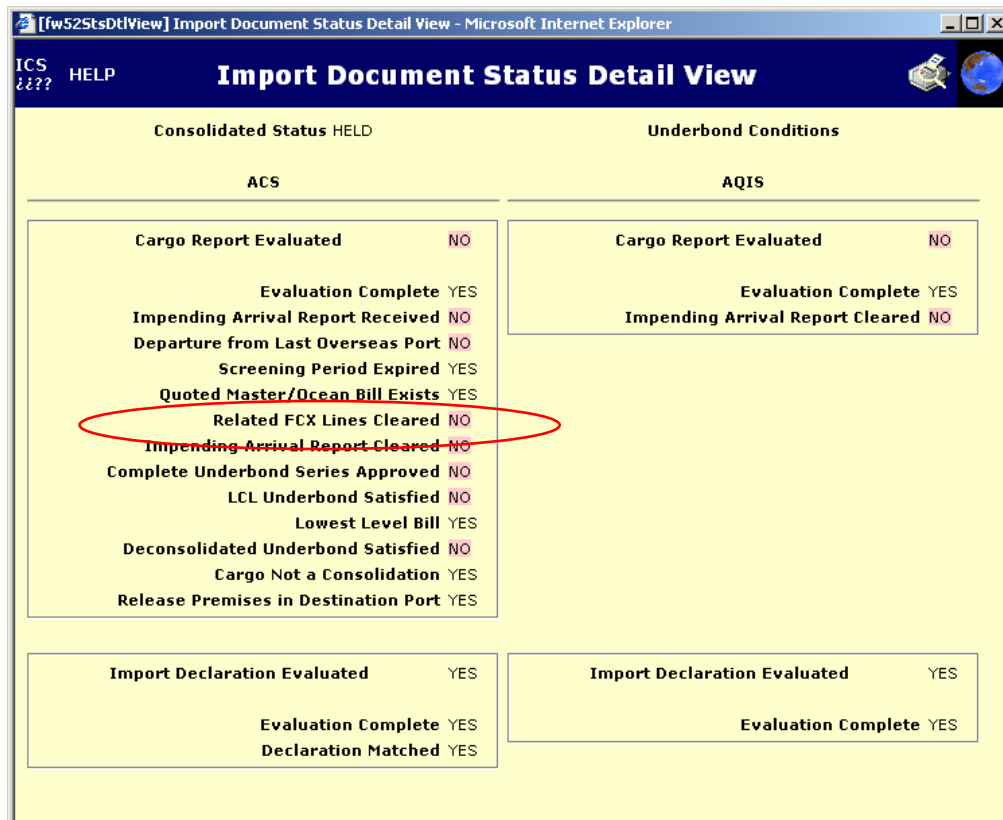 [fw52StsDtlView] Import Document Status Detail View - Microsoft Internet Explorer
ICS
¿¿??
HELP
Import Document Status Detail View
Consolidated Status HELD
Underbond Conditions
ACS
AQIS
Cargo Report Evaluated NO
Evaluation Complete YES
Impending Arrival Report Received NO
Departure from Last Overseas Port NO
Screening Period Expired YES
Quoted Master/Ocean Bill Exists YES
Related FCX Lines Cleared NO
Impending Arrival Report Cleared NO
Complete Underbond Series Approved NO
LCL Underbond Satisfied NO
Lowest Level Bill YES
Deconsolidated Underbond Satisfied NO
Cargo Not a Consolidation YES
Release Premises in Destination Port YES
Cargo Report Evaluated NO
Evaluation Complete YES
Impending Arrival Report Cleared NO
Import Declaration Evaluated YES
Evaluation Complete YES
Declaration Matched YES
Import Declaration Evaluated YES
Evaluation Complete YES